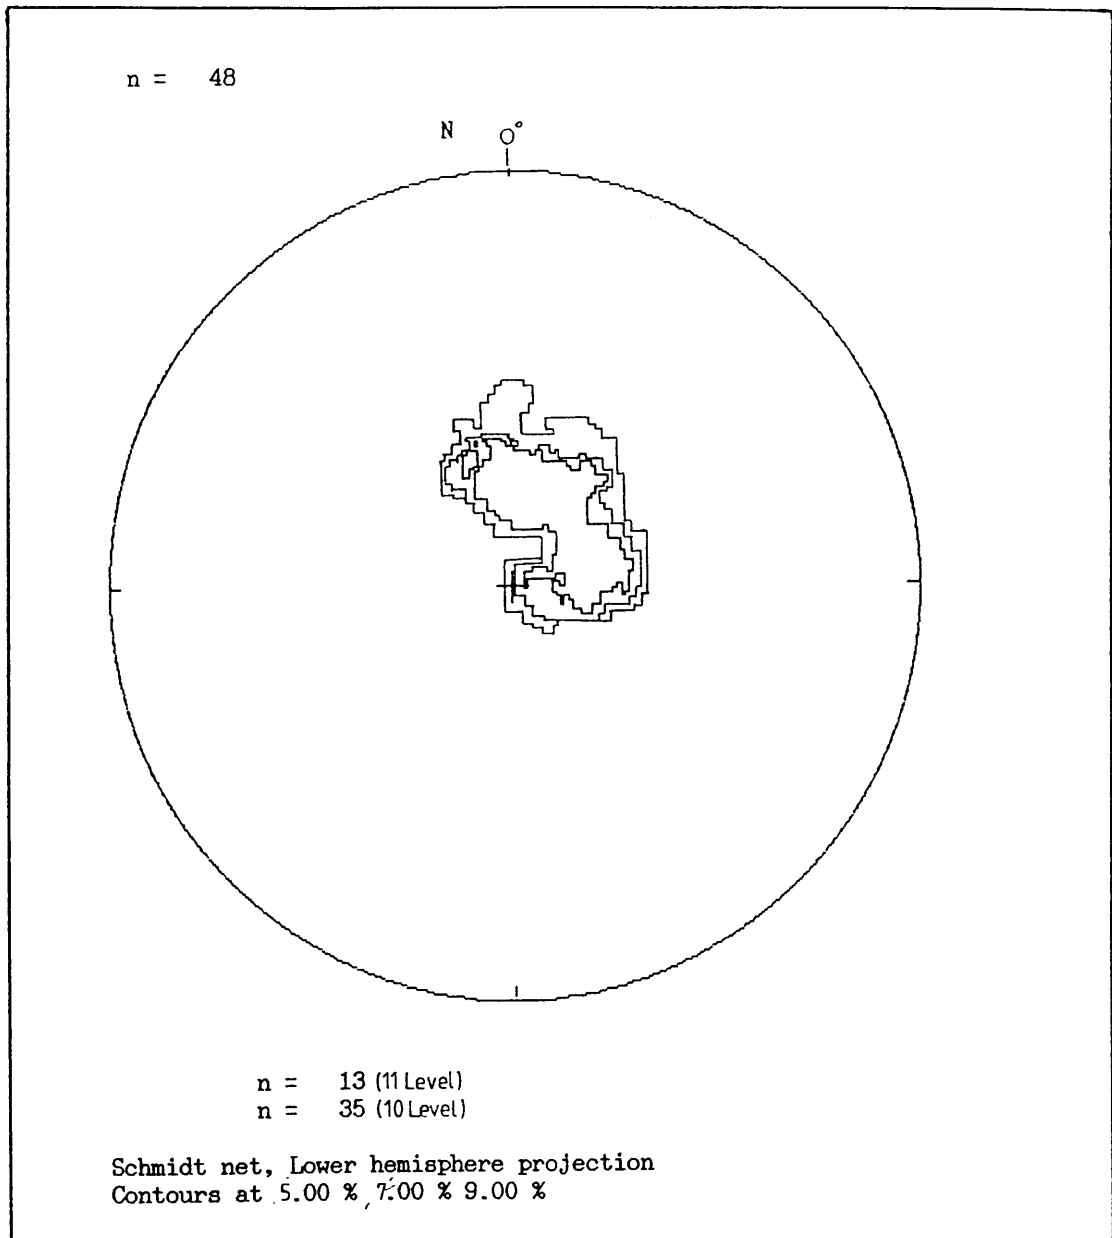 n = 48
N 0°
n = 13 (11 Level)
n = 35 (10 Level)
Schmidt net, Lower hemisphere projection
Contours at 5.00 % 7.00 % 9.00 %